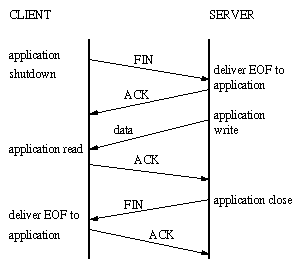 CLIENT
SERVER
application
shutdown
FIN
deliver EOF to
application
ACK
application
write
data
application read
ACK
application close
FIN
deliver EOF to
application
ACK